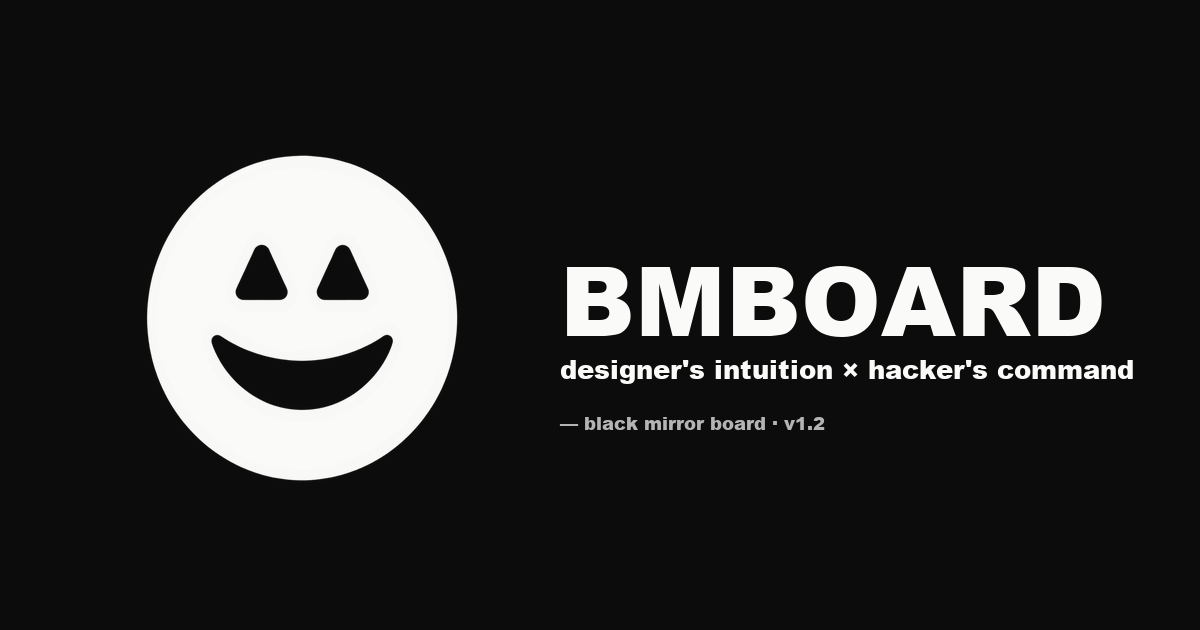 BMBOARD
designer's intuition × hacker's command
— black mirror board · v1.2